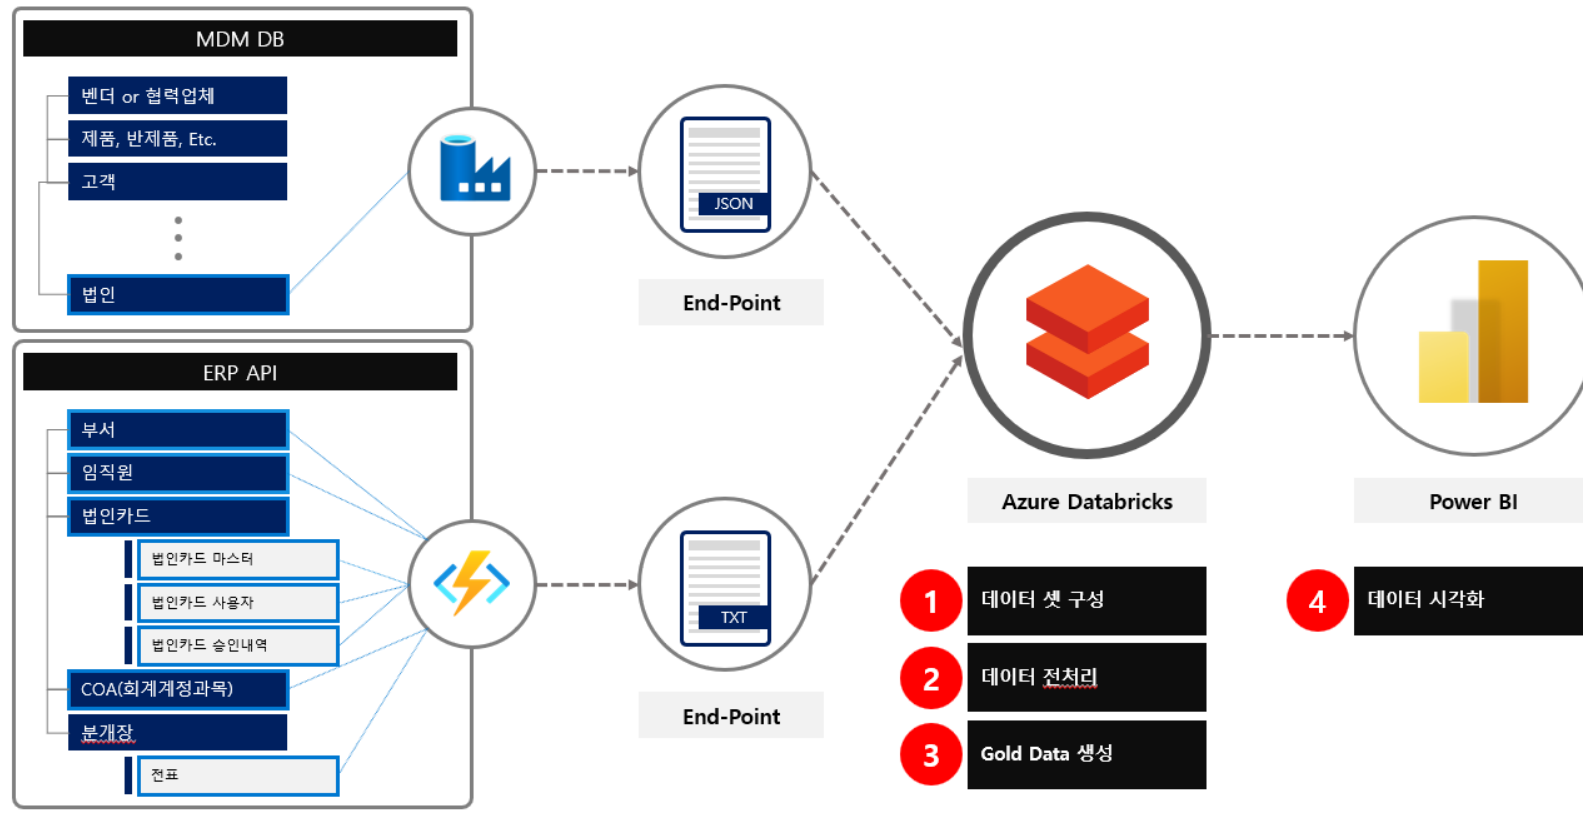 MDM DB
벤더 or 협력업체
제품, 반제품, Etc.
고객
법인
JSON
End-Point
ERP API
부서
임직원
법인카드
법인카드 마스터
법인카드 사용자
법인카드 승인내역
COA(회계계정과목)
분개장
전표
TXT
End-Point
Azure Databricks
1 데이터 셋 구성
2 데이터 전처리
3 Gold Data 생성
Power BI
4 데이터 시각화